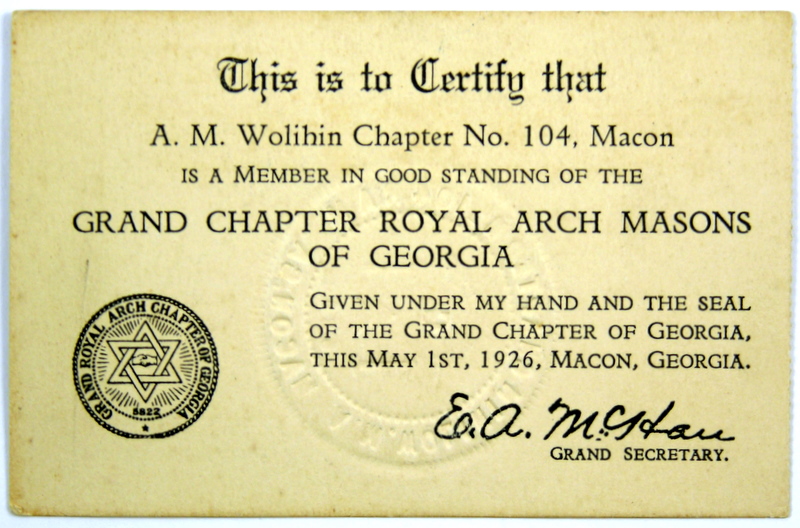 This is to Certify that
A. M. Wolihin Chapter No. 104, Macon
IS A MEMBER IN GOOD STANDING OF THE
GRAND CHAPTER ROYAL ARCH MASONS
OF GEORGIA
GIVEN UNDER MY HAND AND THE SEAL
OF THE GRAND CHAPTER OF GEORGIA,
THIS MAY 1ST, 1926, MACON, GEORGIA.
GRAND ROYAL ARCH CHAPTER OF GEORGIA
5822
E. A. McHan
GRAND SECRETARY.